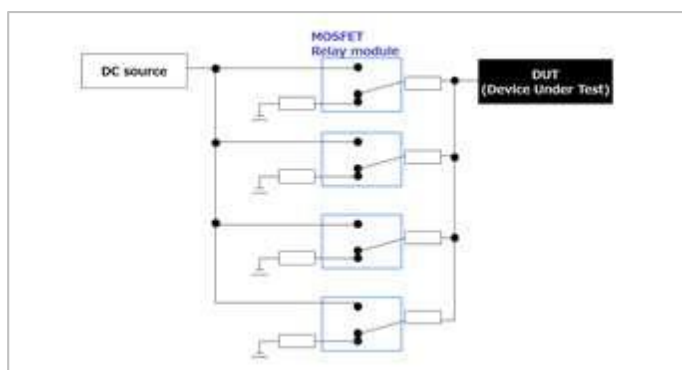 MOSFET
Relay module
DC source
DUT
(Device Under Test)